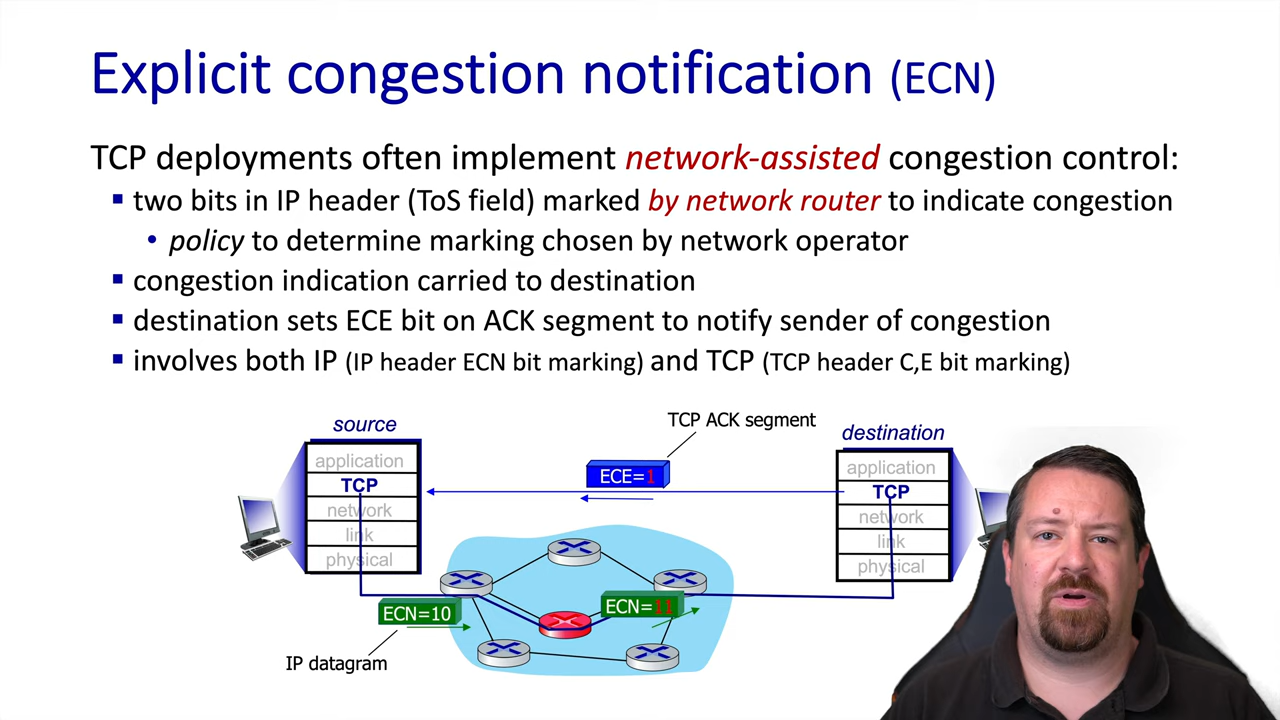 Explicit congestion notification (ECN)
TCP deployments often implement network-assisted congestion control:
▪ two bits in IP header (ToS field) marked by network router to indicate congestion
• policy to determine marking chosen by network operator
▪ congestion indication carried to destination
▪ destination sets ECE bit on ACK segment to notify sender of congestion
▪ involves both IP (IP header ECN bit marking) and TCP (TCP header C,E bit marking)
TCP ACK segment
source
destination
application
TCP
network
link
physical
ECE=1
application
TCP
network
link
physical
ECN=10
ECN=11
IP datagram